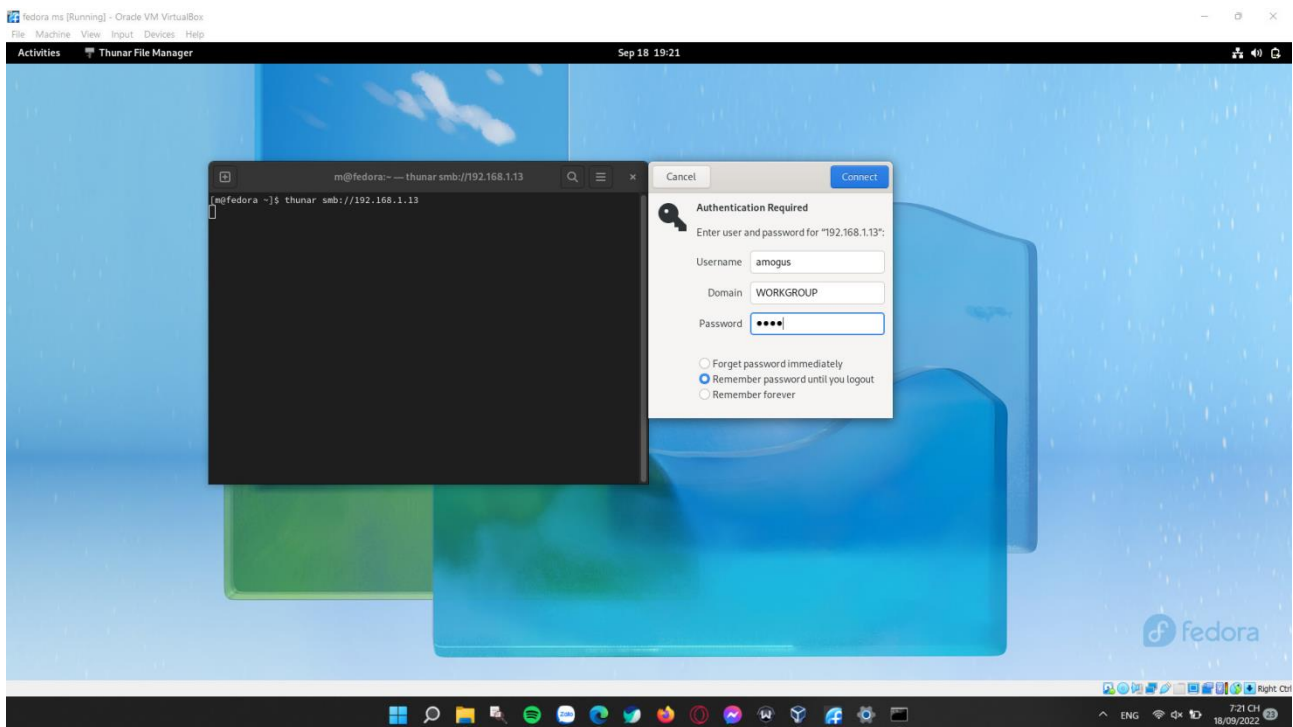 fedora ms [Running] - Oracle VM VirtualBox
File Machine View Input Devices Help
Activities Thunar File Manager Sep 18 19:21
m@fedora:~ — thunar smb://192.168.1.13
[m@fedora ~]$ thunar smb://192.168.1.13
Cancel Connect
Authentication Required
Enter user and password for "192.168.1.13":
Username amogus
Domain WORKGROUP
Password ●●●●
Forget password immediately
Remember password until you logout
Remember forever
fedora
Right Ctrl
Zalo
ENG 7:21 CH
18/09/2022 23